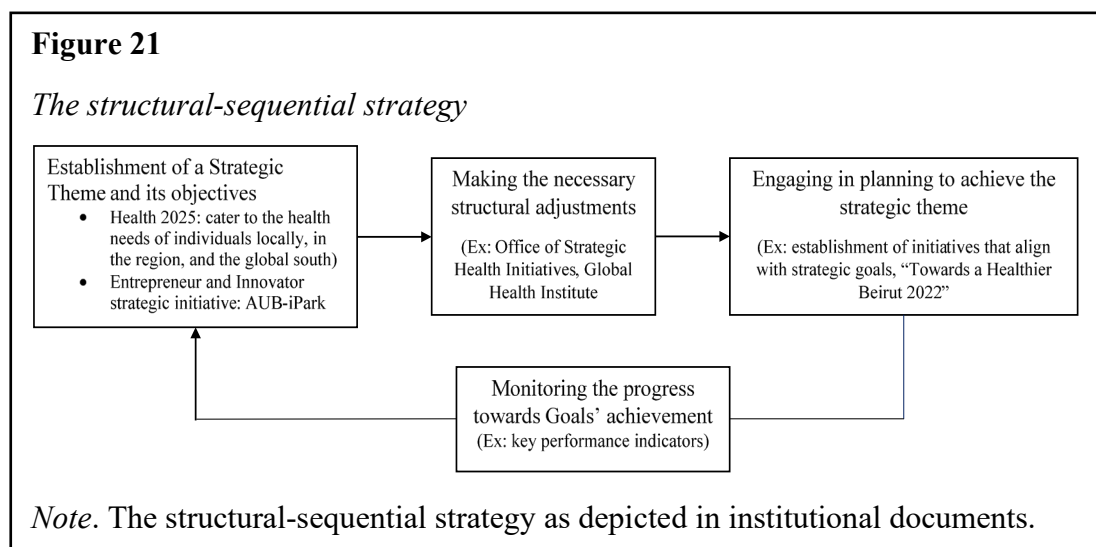 Figure 21
The structural-sequential strategy
Establishment of a Strategic
Theme and its objectives
• Health 2025: cater to the health
needs of individuals locally, in
the region, and the global south)
• Entrepreneur and Innovator
strategic initiative: AUB-iPark
Making the necessary
structural adjustments
(Ex: Office of Strategic
Health Initiatives, Global
Health Institute
Engaging in planning to achieve the
strategic theme
(Ex: establishment of initiatives that align
with strategic goals, “Towards a Healthier
Beirut 2022”
Monitoring the progress
towards Goals’ achievement
(Ex: key performance indicators)
Note. The structural-sequential strategy as depicted in institutional documents.